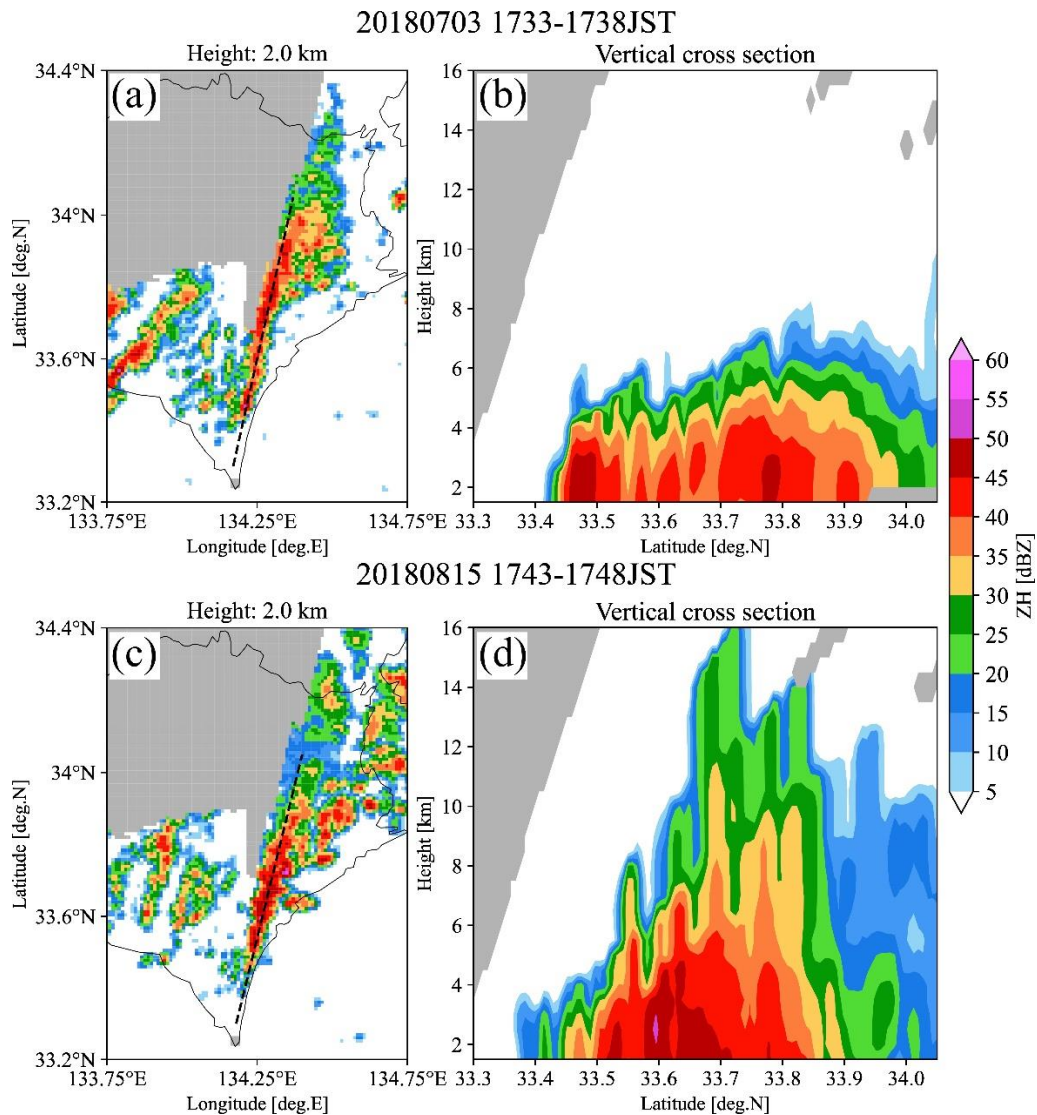 20180703 1733-1738JST
Height: 2.0 km
Vertical cross section
(a)
(b)
34.4°N
34°N
33.6°N
33.2°N
Latitude [deg.N]
133.75°E 134.25°E 134.75°E
Longitude [deg.E]
16
14
12
10
8
6
4
2
Height [km]
33.3 33.4 33.5 33.6 33.7 33.8 33.9 34.0
Latitude [deg.N]
20180815 1743-1748JST
Height: 2.0 km
Vertical cross section
(c)
(d)
34.4°N
34°N
33.6°N
33.2°N
Latitude [deg.N]
133.75°E 134.25°E 134.75°E
Longitude [deg.E]
16
14
12
10
8
6
4
2
Height [km]
33.3 33.4 33.5 33.6 33.7 33.8 33.9 34.0
Latitude [deg.N]
60
55
50
45
40
35
30
25
20
15
10
5
ZH [dBZ]